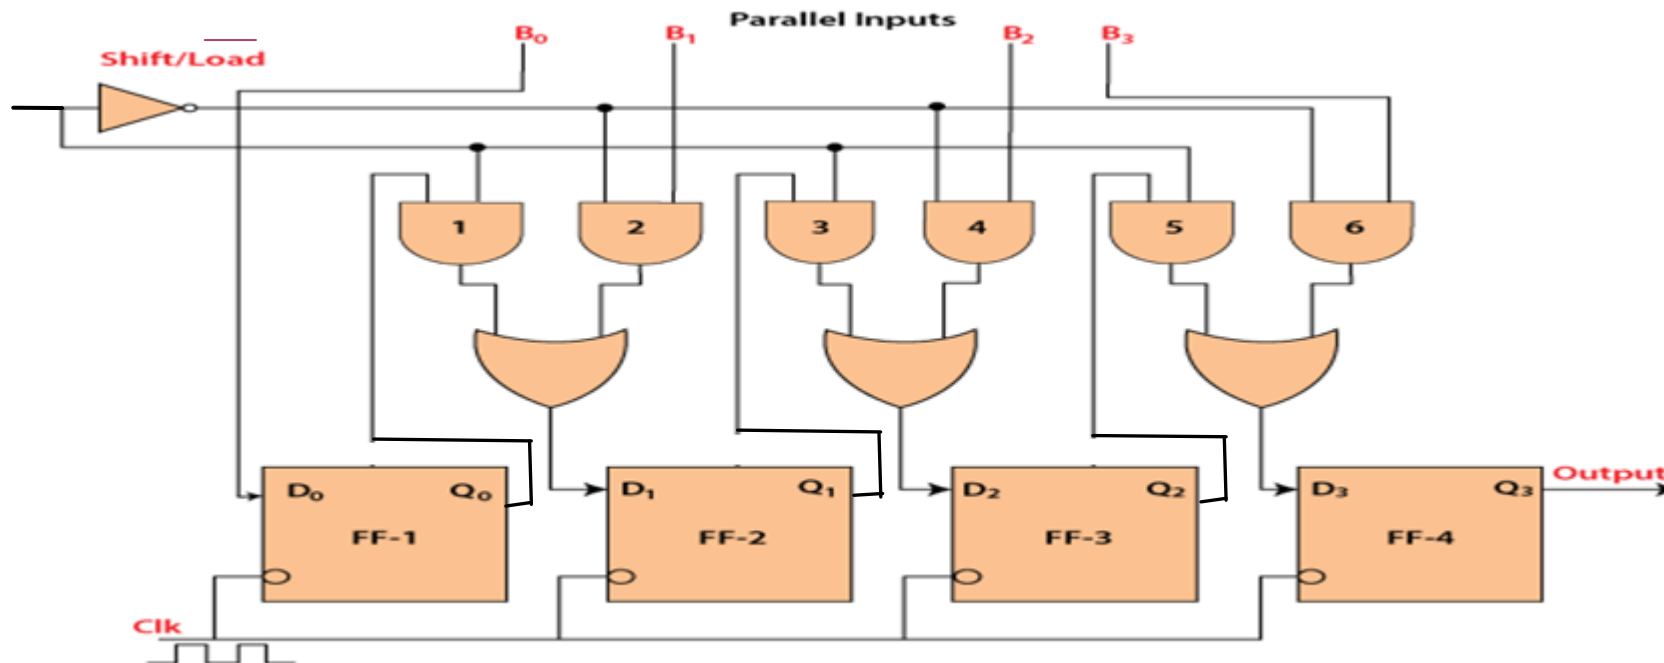 Parallel Inputs
B₀ B₁ B₂ B₃
Shift/Load
1 2 3 4 5 6
D₀ Q₀ D₁ Q₁ D₂ Q₂ D₃ Q₃ Output
FF-1 FF-2 FF-3 FF-4
Clk